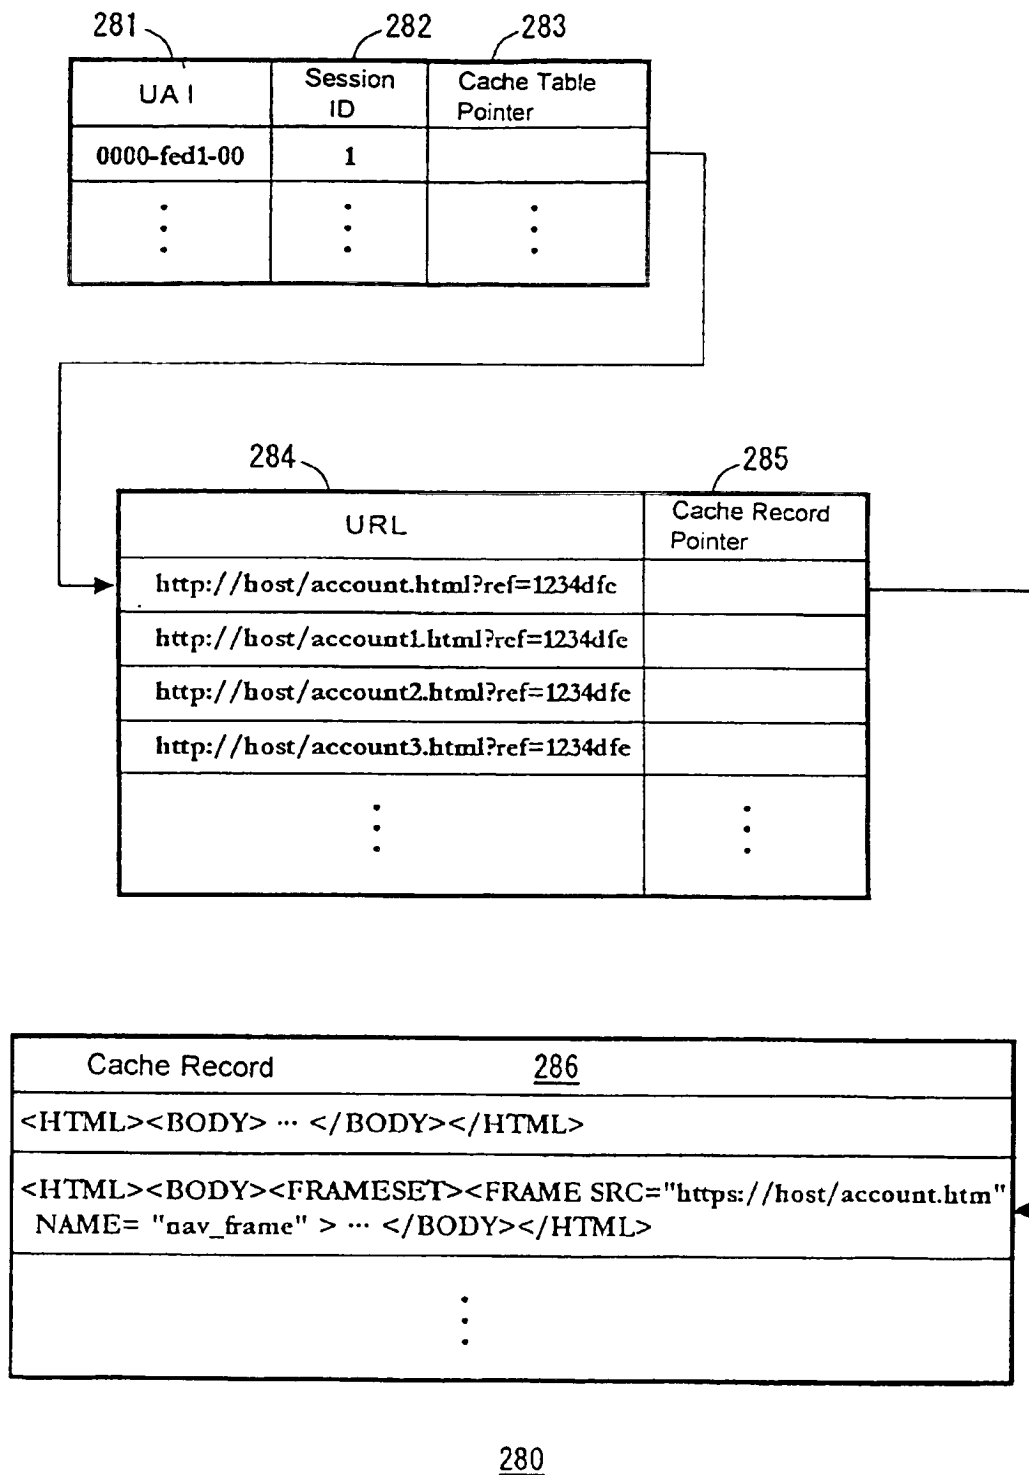 281 282 283
UAI Session ID Cache Table Pointer
0000-fed1-00 1
284 285
URL Cache Record Pointer
http://host/account.html?ref=1234dfe
http://host/account1.html?ref=1234dfe
http://host/account2.html?ref=1234dfe
http://host/account3.html?ref=1234dfe
Cache Record 286
<HTML><BODY> ... </BODY></HTML>
<HTML><BODY><FRAMESET><FRAME SRC="https://host/account.htm"
NAME= "nav_frame" > ... </BODY></HTML>
280